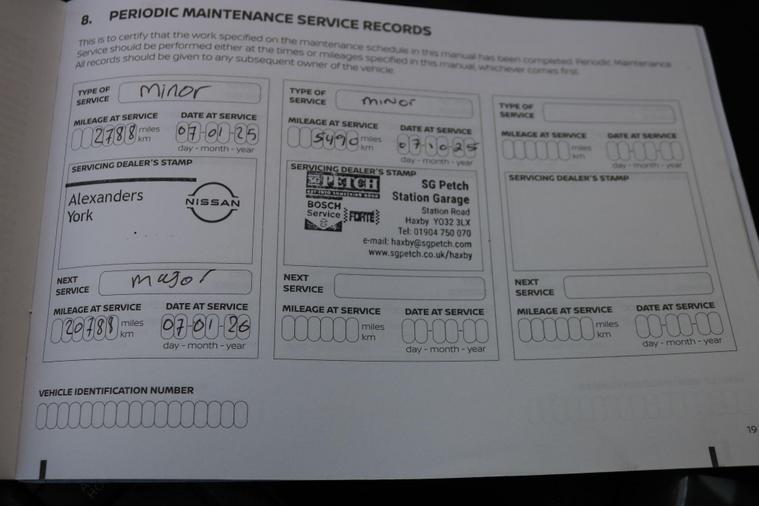 8. PERIODIC MAINTENANCE SERVICE RECORDS
This is to certify that the work specified on the maintenance schedule in this manual has been completed. Periodic Maintenance
Service should be performed either at the times or mileages specified in this manual, whichever comes first.
All records should be given to any subsequent owner of the vehicle.
TYPE OF
SERVICE
minor
MILEAGE AT SERVICE
2788 miles
km
DATE AT SERVICE
07-01-25
day - month - year
SERVICING DEALER'S STAMP
Alexanders
York
NISSAN
NEXT
SERVICE
major
MILEAGE AT SERVICE
20788 miles
km
DATE AT SERVICE
07-01-26
day - month - year
TYPE OF
SERVICE
minor
MILEAGE AT SERVICE
5490 miles
km
DATE AT SERVICE
07-10-25
day - month - year
SERVICING DEALER'S STAMP
SG PETCH
BOSCH
Service
FORTÉ
SG Petch
Station Garage
Station Road
Haxby YO32 3LX
Tel: 01904 750 070
e-mail: haxby@sgpetch.com
www.sgpetch.co.uk/haxby
NEXT
SERVICE
MILEAGE AT SERVICE
miles
km
DATE AT SERVICE
day - month - year
TYPE OF
SERVICE
MILEAGE AT SERVICE
miles
km
DATE AT SERVICE
day - month - year
SERVICING DEALER'S STAMP
NEXT
SERVICE
MILEAGE AT SERVICE
miles
km
DATE AT SERVICE
day - month - year
VEHICLE IDENTIFICATION NUMBER
19